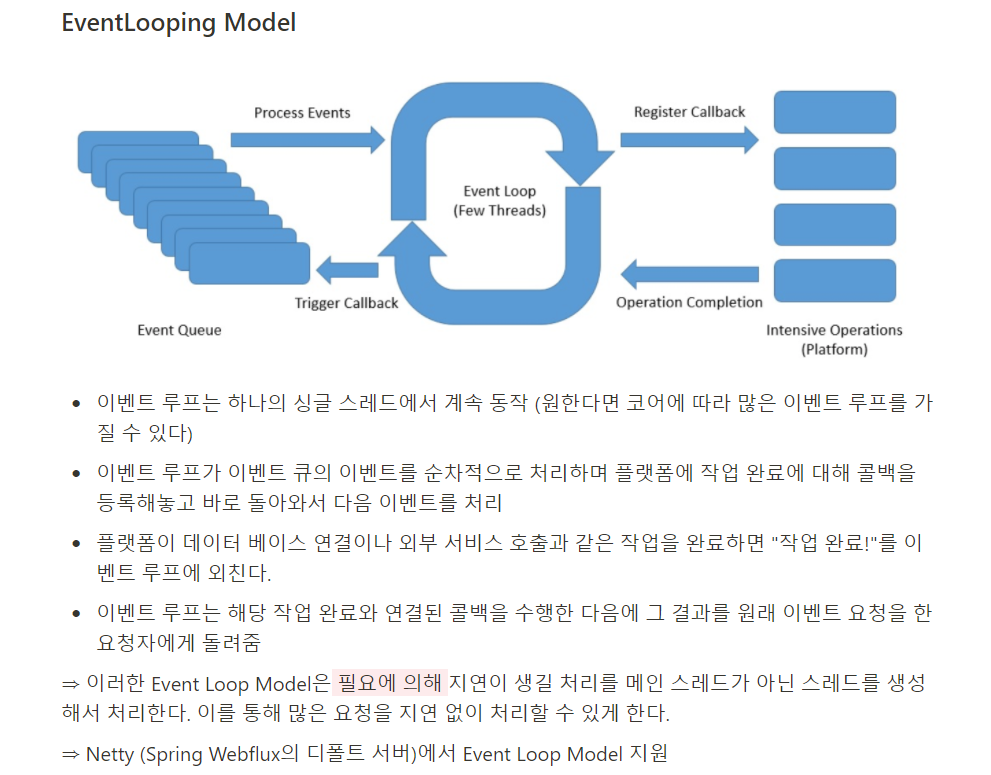 EventLooping Model
Process Events
Register Callback
Event Loop
(Few Threads)
Trigger Callback
Operation Completion
Event Queue
Intensive Operations
(Platform)
• 이벤트 루프는 하나의 싱글 스레드에서 계속 동작 (원한다면 코어에 따라 많은 이벤트 루프를 가
질 수 있다)
• 이벤트 루프가 이벤트 큐의 이벤트를 순차적으로 처리하며 플랫폼에 작업 완료에 대해 콜백을
등록해놓고 바로 돌아와서 다음 이벤트를 처리
• 플랫폼이 데이터 베이스 연결이나 외부 서비스 호출과 같은 작업을 완료하면 "작업 완료!"를 이
벤트 루프에 외친다.
• 이벤트 루프는 해당 작업 완료와 연결된 콜백을 수행한 다음에 그 결과를 원래 이벤트 요청을 한
요청자에게 돌려줌
⇒ 이러한 Event Loop Model은 필요에 의해 지연이 생길 처리를 메인 스레드가 아닌 스레드를 생성
해서 처리한다. 이를 통해 많은 요청을 지연 없이 처리할 수 있게 한다.
⇒ Netty (Spring Webflux의 디폴트 서버)에서 Event Loop Model 지원